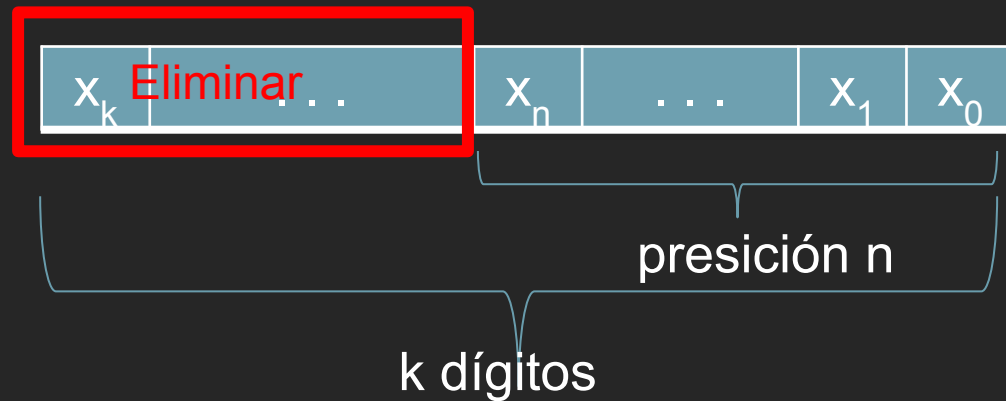 xₖ Eliminar . . . xₙ . . . x₁ x₀
presición n
k dígitos